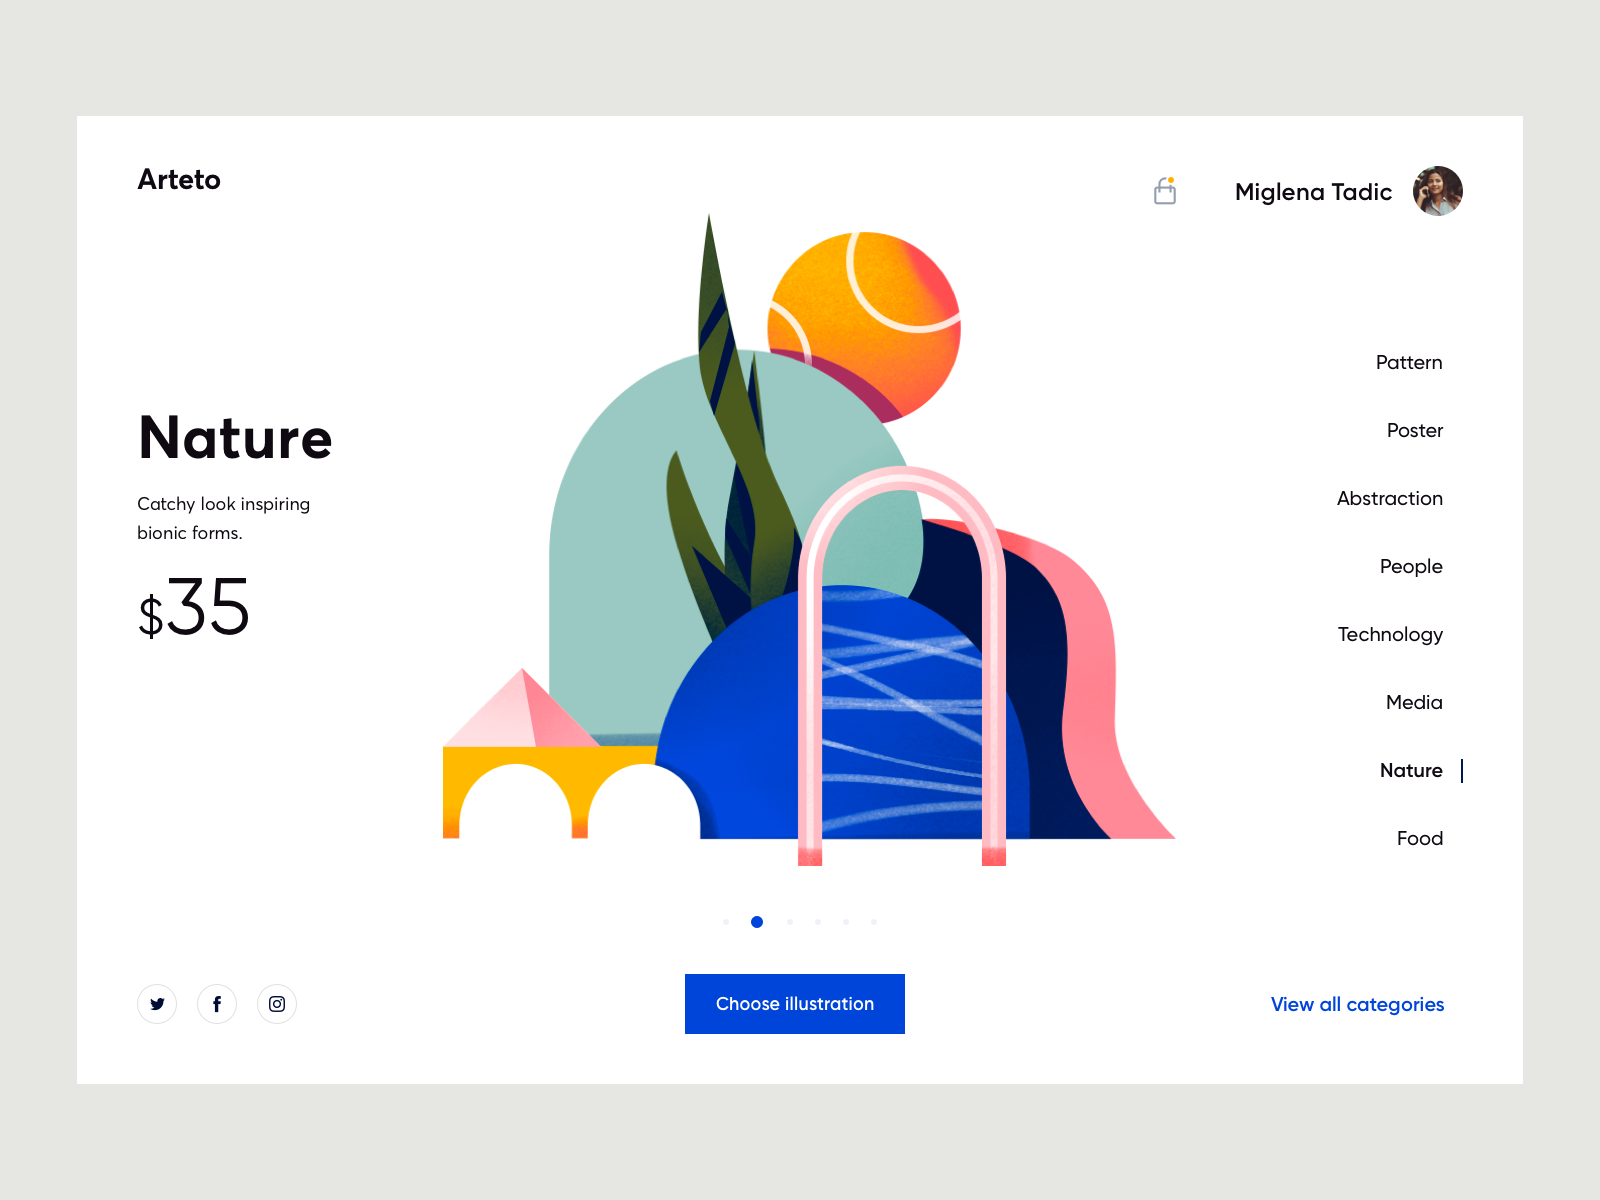 Arteto
Miglena Tadic
Nature
Catchy look inspiring
bionic forms.
$35
Pattern
Poster
Abstraction
People
Technology
Media
Nature
Food
Choose illustration
View all categories